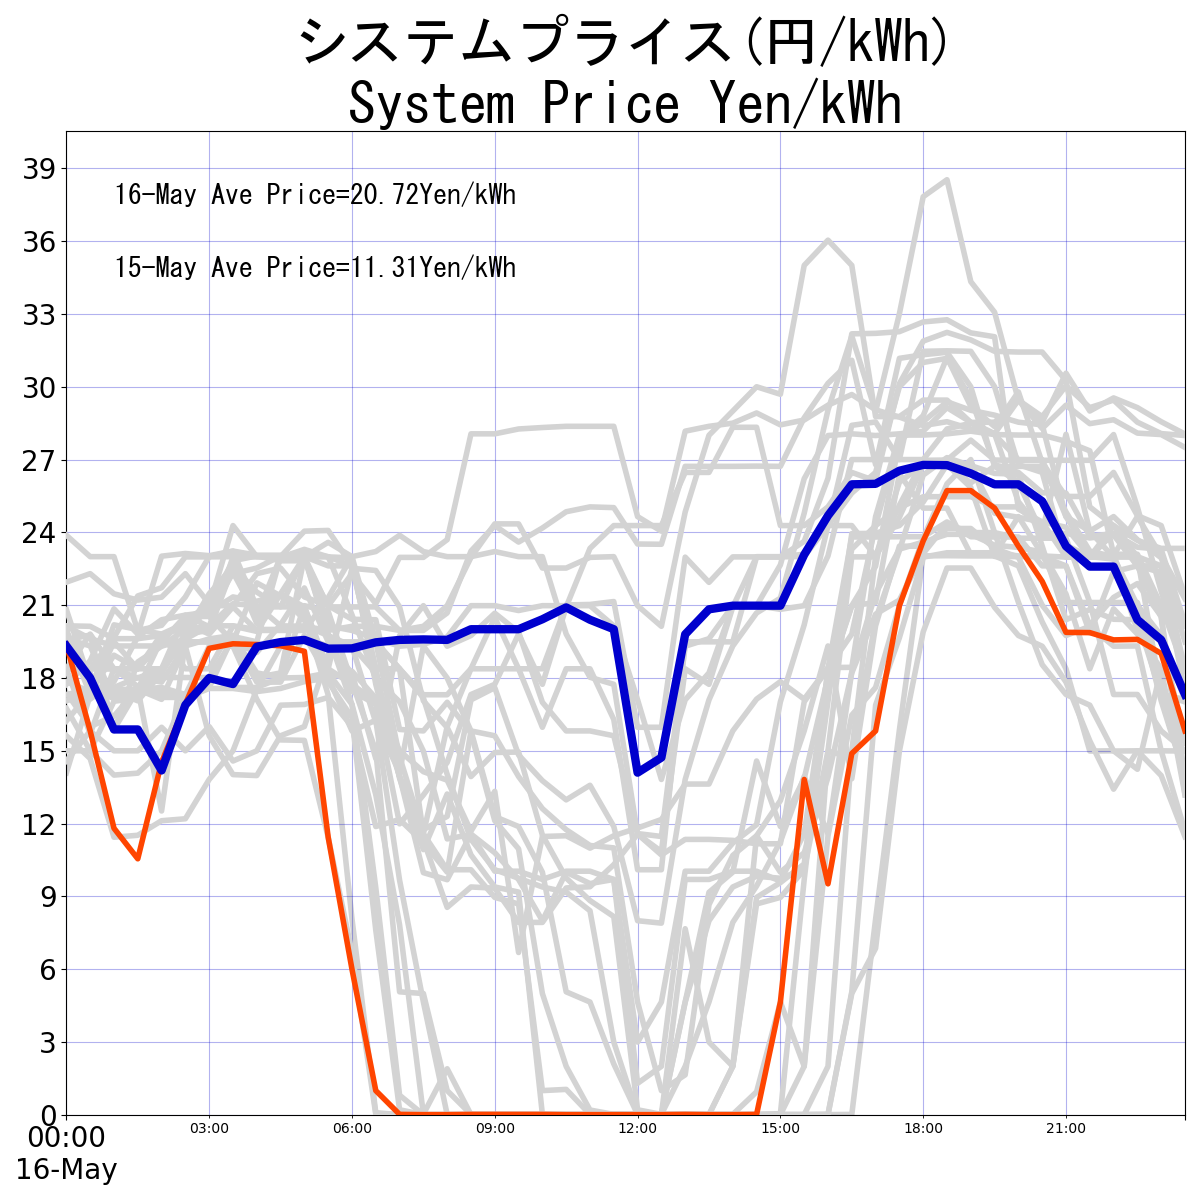 システムプライス(円/kWh)
System Price Yen/kWh
39
16-May Ave Price=20.72Yen/kWh
36
15-May Ave Price=11.31Yen/kWh
33
30
27
24
21
18
15
12
9
6
3
0
00:00 03:00 06:00 09:00 12:00 15:00 18:00 21:00
16-May